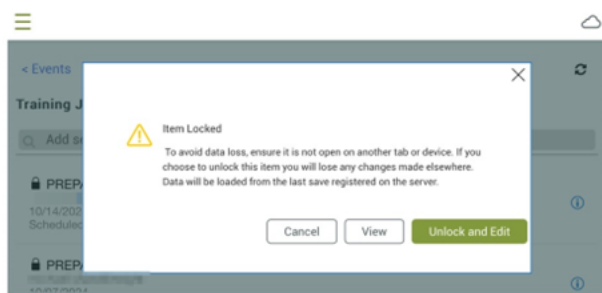 < Events
Training J
Add se
Item Locked
To avoid data loss, ensure it is not open on another tab or device. If you
choose to unlock this item you will lose any changes made elsewhere.
Data will be loaded from the last save registered on the server.
Cancel View Unlock and Edit
PREPA
10/14/202
Scheduled
PREPA